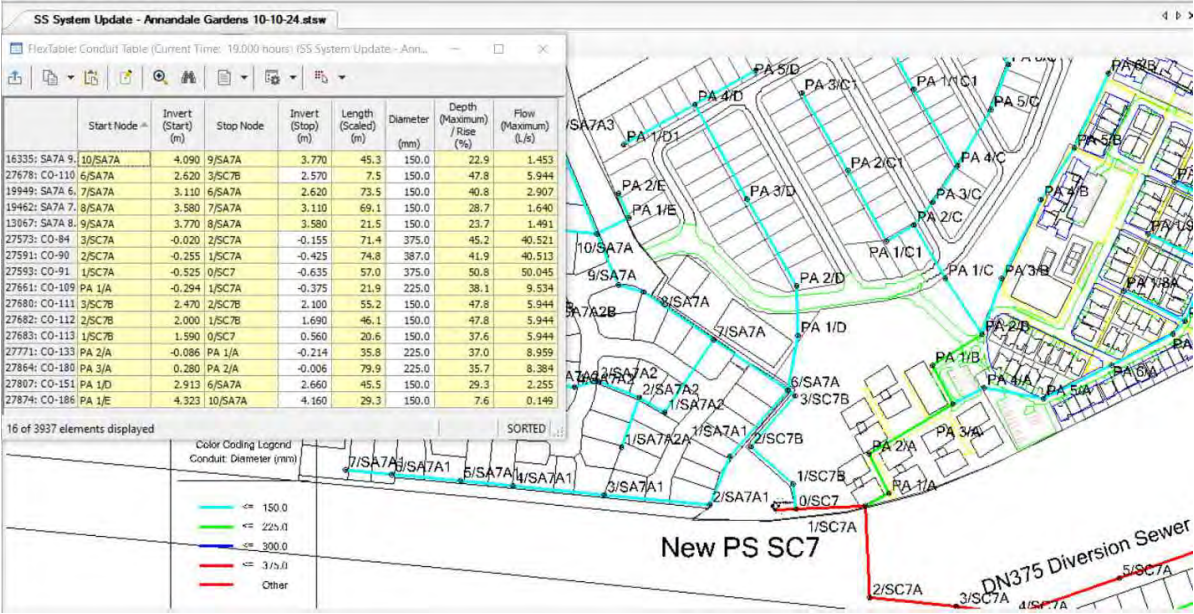 SS System Update - Annandale Gardens 10-10-24.stsw
FlexTable: Conduit Table (Current Time: 19.000 hours) (SS System Update - Ann...
Start Node Invert (Start) (m) Stop Node Invert (Stop) (m) Length (Scaled) (m) Diameter (mm) Depth (Maximum) / Rise (%) Flow (Maximum) (L/s)
16335: SA7A 9. 10/SA7A 4.090 9/SA7A 3.770 45.3 150.0 22.9 1.453
27678: CO-110 6/SA7A 2.620 3/SC7B 2.570 7.5 150.0 47.8 5.944
19949: SA7A 6. 7/SA7A 3.110 6/SA7A 2.620 73.5 150.0 40.8 2.907
19462: SA7A 7. 8/SA7A 3.580 7/SA7A 3.110 69.1 150.0 28.7 1.640
13067: SA7A 8. 9/SA7A 3.770 8/SA7A 3.580 21.5 150.0 23.7 1.491
27573: CO-84 3/SC7A -0.020 2/SC7A -0.155 71.4 375.0 45.2 40.521
27591: CO-90 2/SC7A -0.255 1/SC7A -0.425 74.8 387.0 41.9 40.513
27593: CO-91 1/SC7A -0.525 0/SC7 -0.635 57.0 375.0 50.8 50.045
27661: CO-109 PA 1/A -0.294 1/SC7A -0.375 21.9 225.0 38.1 9.534
27680: CO-111 3/SC7B 2.470 2/SC7B 2.100 55.2 150.0 47.8 5.944
27682: CO-112 2/SC7B 2.000 1/SC7B 1.690 46.1 150.0 47.8 5.944
27683: CO-113 1/SC7B 1.590 0/SC7 0.560 20.6 150.0 37.6 5.944
27771: CO-133 PA 2/A -0.086 PA 1/A -0.214 35.8 225.0 37.0 8.959
27864: CO-180 PA 3/A 0.280 PA 2/A -0.006 79.9 225.0 35.7 8.384
27807: CO-151 PA 1/D 2.913 6/SA7A 2.660 45.5 150.0 29.3 2.255
27874: CO-186 PA 1/E 4.323 10/SA7A 4.160 29.3 150.0 7.6 0.149
16 of 3937 elements displayed SORTED
Color Coding Legend
Conduit: Diameter (mm)
<= 150.0
<= 225.0
<= 300.0
<= 375.0
Other
PA 5/D
PA 4/D
PA 3/C1
PA 1/1C1
PA 6/B
PA 5/C
PA 1/D1
PA 5/B
PA 2/C1
PA 4/C
PA 2/E
PA 3/D
PA 3/C
PA 4/B
PA 1/E
PA 2/C
10/SA7A
PA 1/C1
9/SA7A
PA 2/D
PA 1/C
PA 3/B
8/SA7A
7/SA7A
PA 1/D
PA 2/B
PA 1/B
6/SA7A
3/SC7B
PA 4/A
PA 5/A
PA 6/A
2/SA7A2
1/SA7A2
1/SA7A2A
1/SA7A1
2/SC7B
PA 2/A
PA 3/A
7/SA7A1
6/SA7A1
5/SA7A1
4/SA7A1
3/SA7A1
2/SA7A1
1/SC7B
0/SC7
PA 1/A
1/SC7A
New PS SC7
DN375 Diversion Sewer
2/SC7A
3/SC7A
4/SC7A
5/SC7A